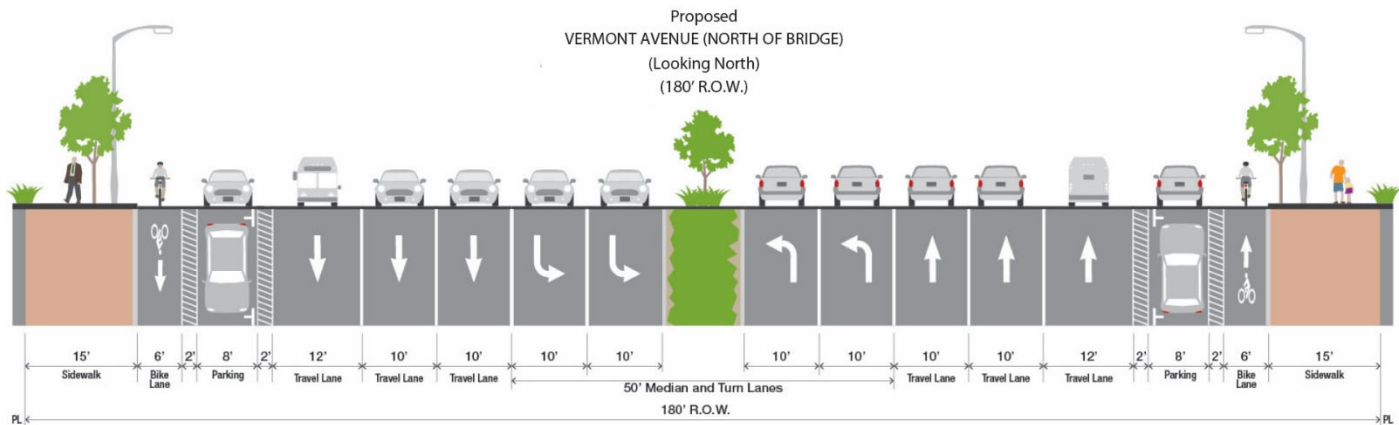 Proposed
VERMONT AVENUE (NORTH OF BRIDGE)
(Looking North)
(180' R.O.W.)
15' 6' 2' 8' 2' 12' 10' 10' 10' 10' 10' 10' 10' 10' 12' 2' 8' 2' 6' 15'
Sidewalk Bike Lane Parking Travel Lane Travel Lane Travel Lane Travel Lane Travel Lane Travel Lane Parking Bike Lane Sidewalk
50' Median and Turn Lanes
180' R.O.W.
PL PL